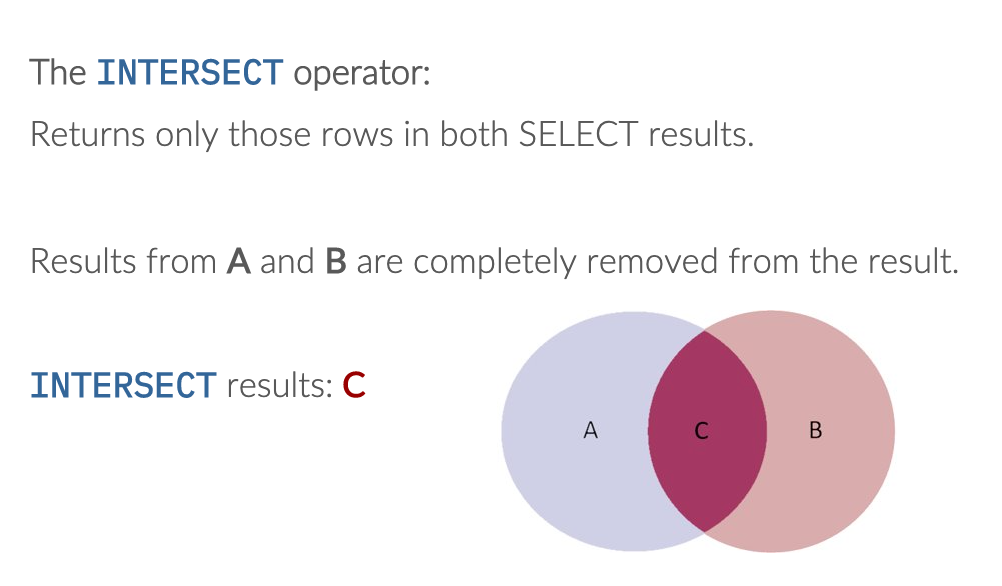 The INTERSECT operator:
Returns only those rows in both SELECT results.
Results from A and B are completely removed from the result.
INTERSECT results: C
A
C
B